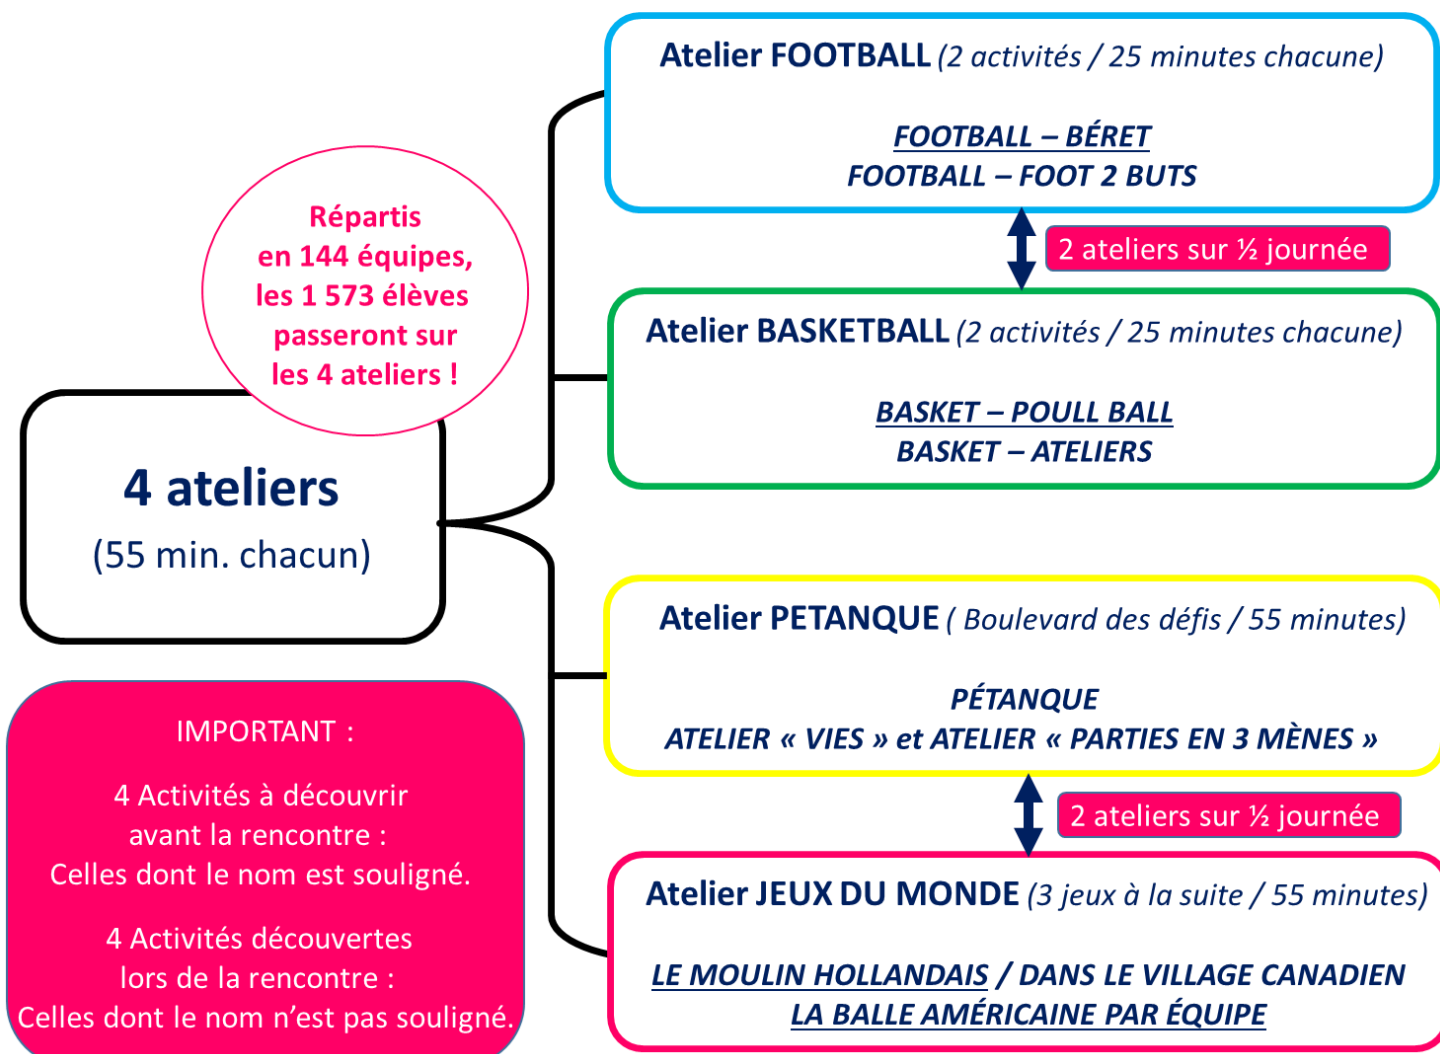 Répartis
en 144 équipes,
les 1 573 élèves
passeront sur
les 4 ateliers !
4 ateliers
(55 min. chacun)
IMPORTANT :
4 Activités à découvrir
avant la rencontre :
Celles dont le nom est souligné.
4 Activités découvertes
lors de la rencontre :
Celles dont le nom n’est pas souligné.
Atelier FOOTBALL (2 activités / 25 minutes chacune)
FOOTBALL – BÉRET
FOOTBALL – FOOT 2 BUTS
2 ateliers sur ½ journée
Atelier BASKETBALL (2 activités / 25 minutes chacune)
BASKET – POULL BALL
BASKET – ATELIERS
Atelier PETANQUE ( Boulevard des défis / 55 minutes)
PÉTANQUE
ATELIER « VIES » et ATELIER « PARTIES EN 3 MÈNES »
2 ateliers sur ½ journée
Atelier JEUX DU MONDE (3 jeux à la suite / 55 minutes)
LE MOULIN HOLLANDAIS / DANS LE VILLAGE CANADIEN
LA BALLE AMÉRICAINE PAR ÉQUIPE